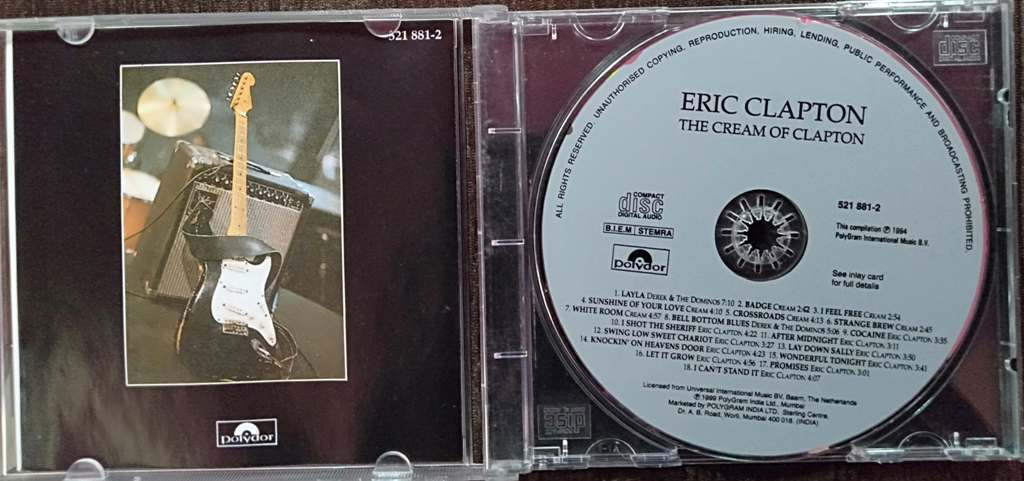 521 881-2
polydor
ALL RIGHTS RESERVED. UNAUTHORISED COPYING, REPRODUCTION, HIRING, LENDING, PUBLIC PERFORMANCE AND BROADCASTING PROHIBITED.
ERIC CLAPTON
THE CREAM OF CLAPTON
COMPACT
disc
DIGITAL AUDIO
B.I.E.M STEMRA
polydor
521 881-2
This compilation ℗ 1994
PolyGram International Music B.V.
See inlay card
for full details
1. LAYLA DEREK & THE DOMINOS 7:10 2. BADGE CREAM 2:42 3. I FEEL FREE CREAM 2:54
4. SUNSHINE OF YOUR LOVE CREAM 4:10 5. CROSSROADS CREAM 4:13 6. STRANGE BREW CREAM 2:45
7. WHITE ROOM CREAM 4:57 8. BELL BOTTOM BLUES DEREK & THE DOMINOS 5:06 9. COCAINE ERIC CLAPTON 3:35
10. I SHOT THE SHERIFF ERIC CLAPTON 4:22 11. AFTER MIDNIGHT ERIC CLAPTON 3:11
12. SWING LOW SWEET CHARIOT ERIC CLAPTON 3:27 13. LAY DOWN SALLY ERIC CLAPTON 3:50
14. KNOCKIN' ON HEAVENS DOOR ERIC CLAPTON 4:23 15. WONDERFUL TONIGHT ERIC CLAPTON 3:41
16. LET IT GROW ERIC CLAPTON 4:56 17. PROMISES ERIC CLAPTON 3:01
18. I CAN'T STAND IT ERIC CLAPTON 4:07
Licensed from Universal International Music BV, Baarn, The Netherlands
℗ 1999 PolyGram India Ltd., Mumbai
Marketed by POLYGRAM INDIA LTD. Sterling Centre.
Dr. A. B. Road, Worli, Mumbai 400 018. (INDIA)
disc
disc